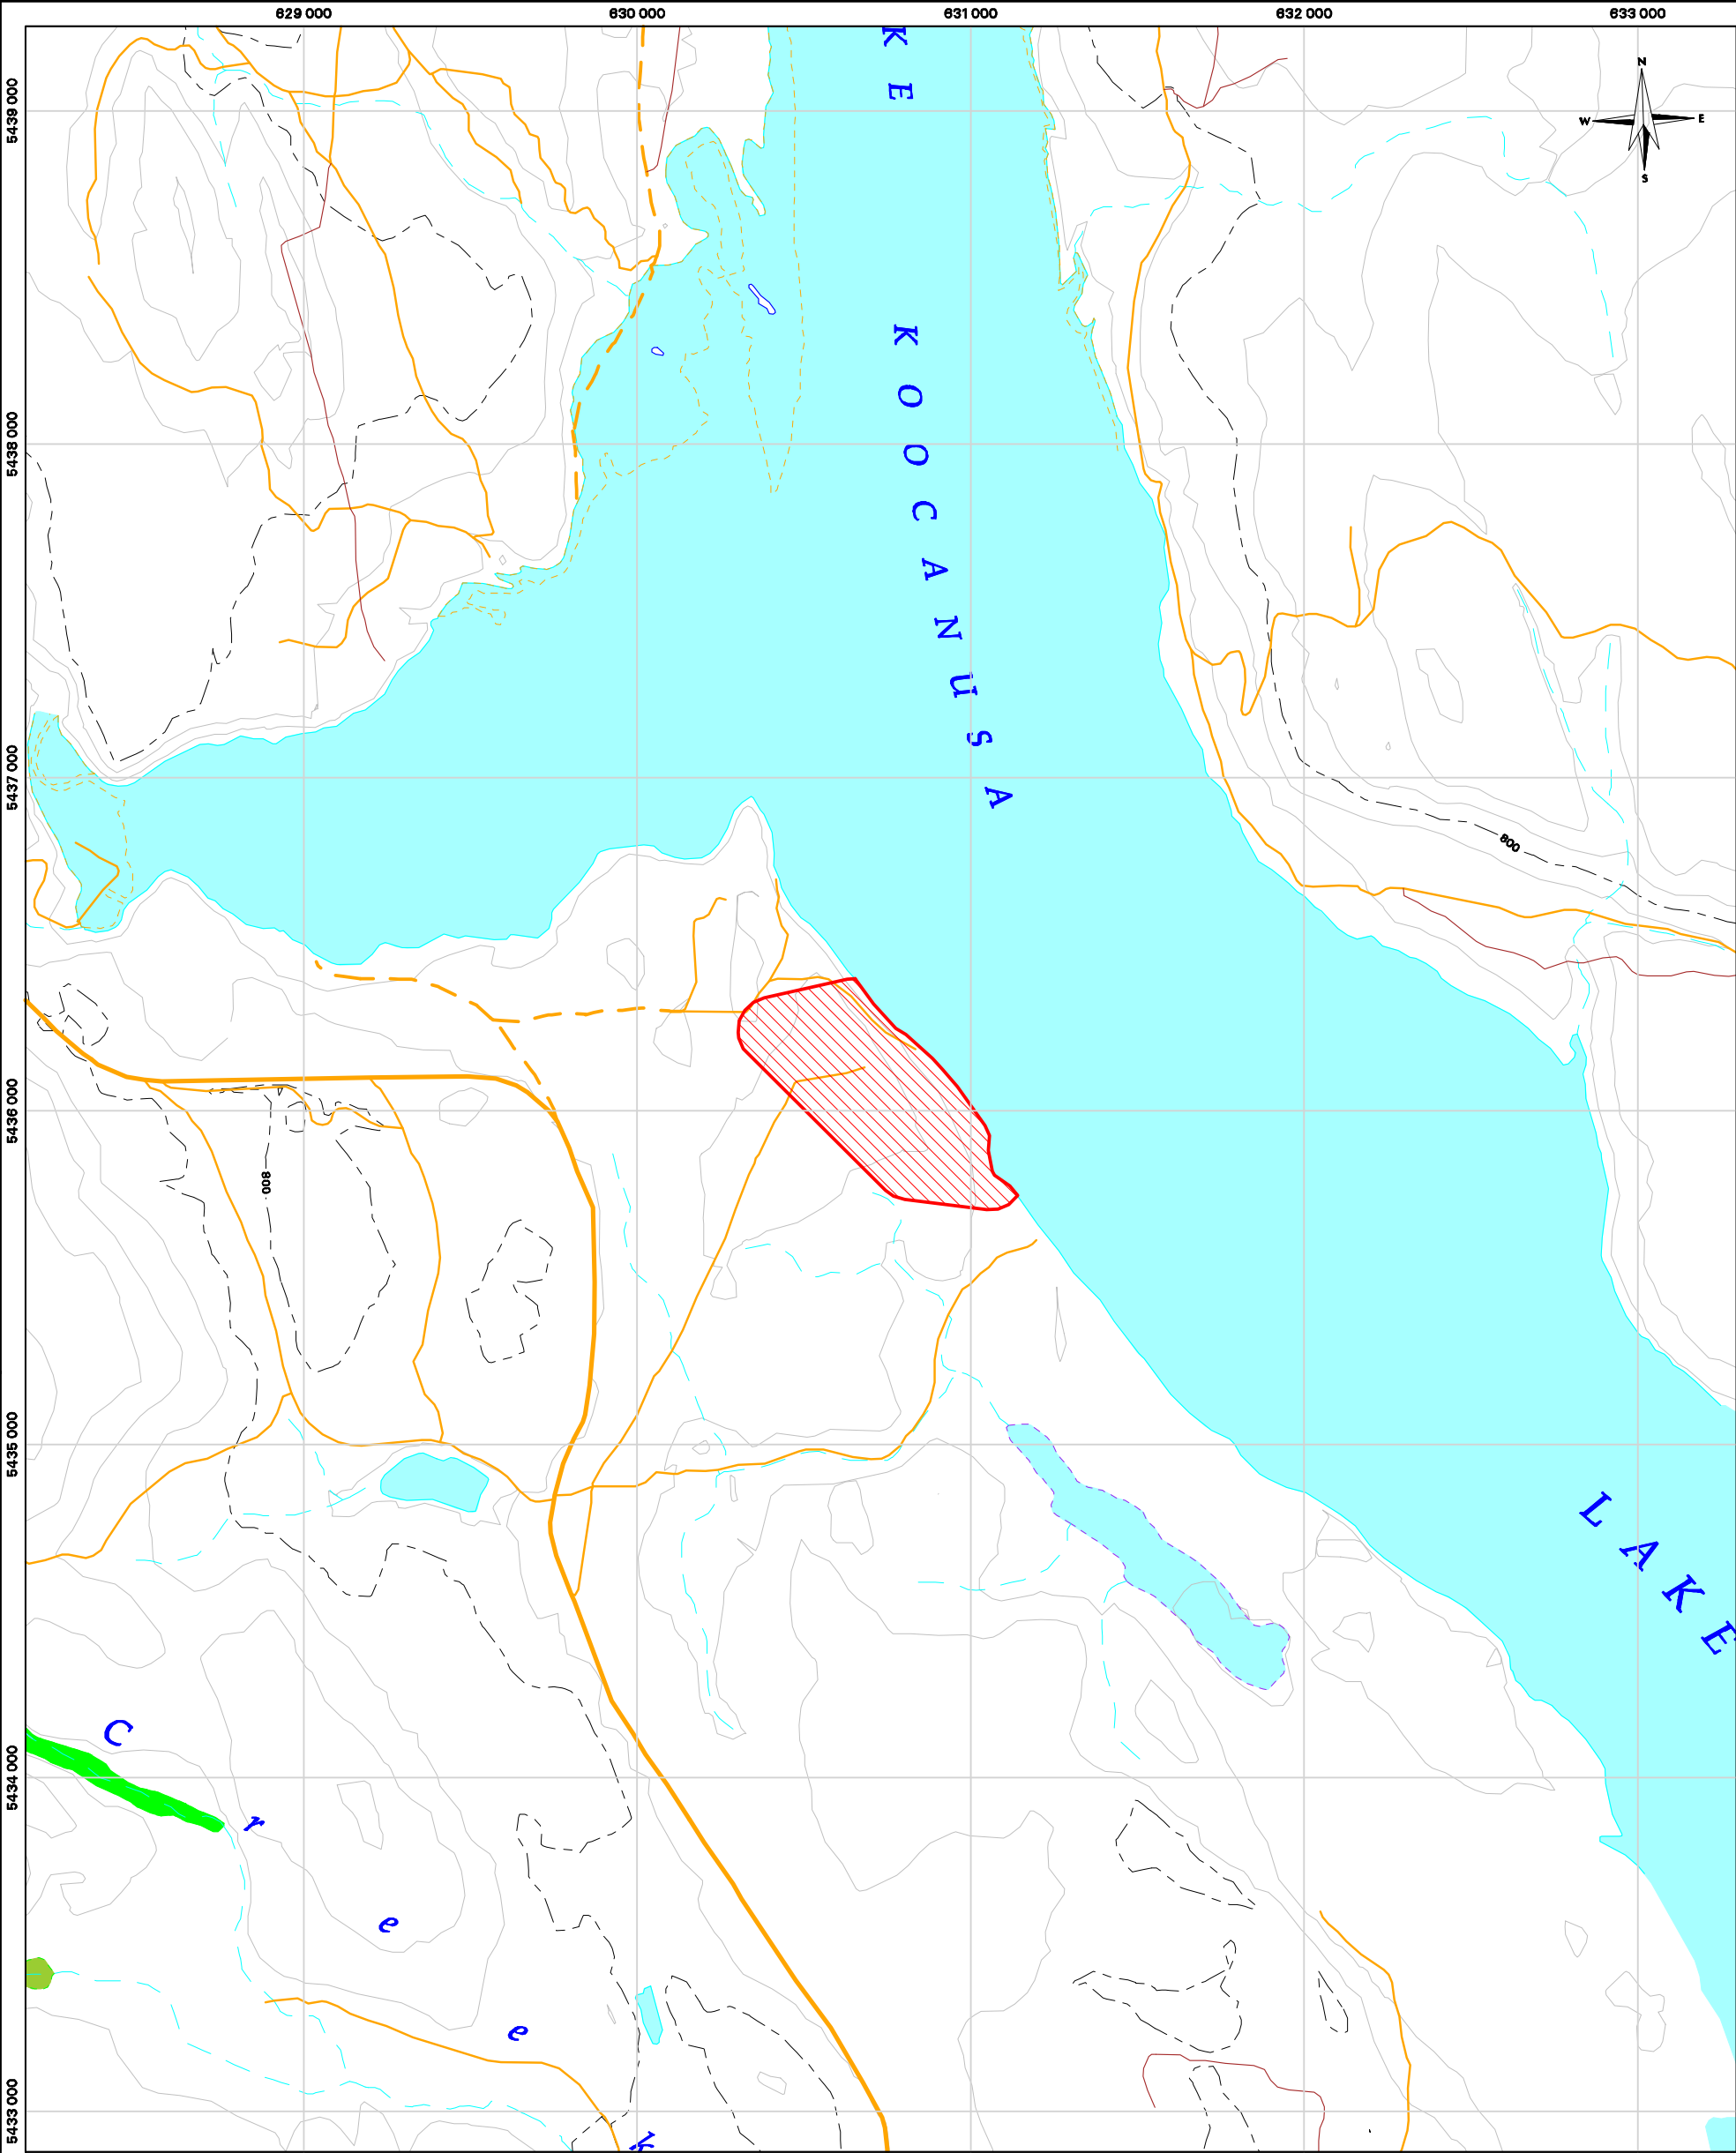 629 000 630 000 631 000 632 000 633 000
5439 000
5438 000
5437 000
5436 000
5435 000
5434 000
5433 000
N
W E
S
K E
K O O C A N U S A
L A K E
800
800
C r e e k